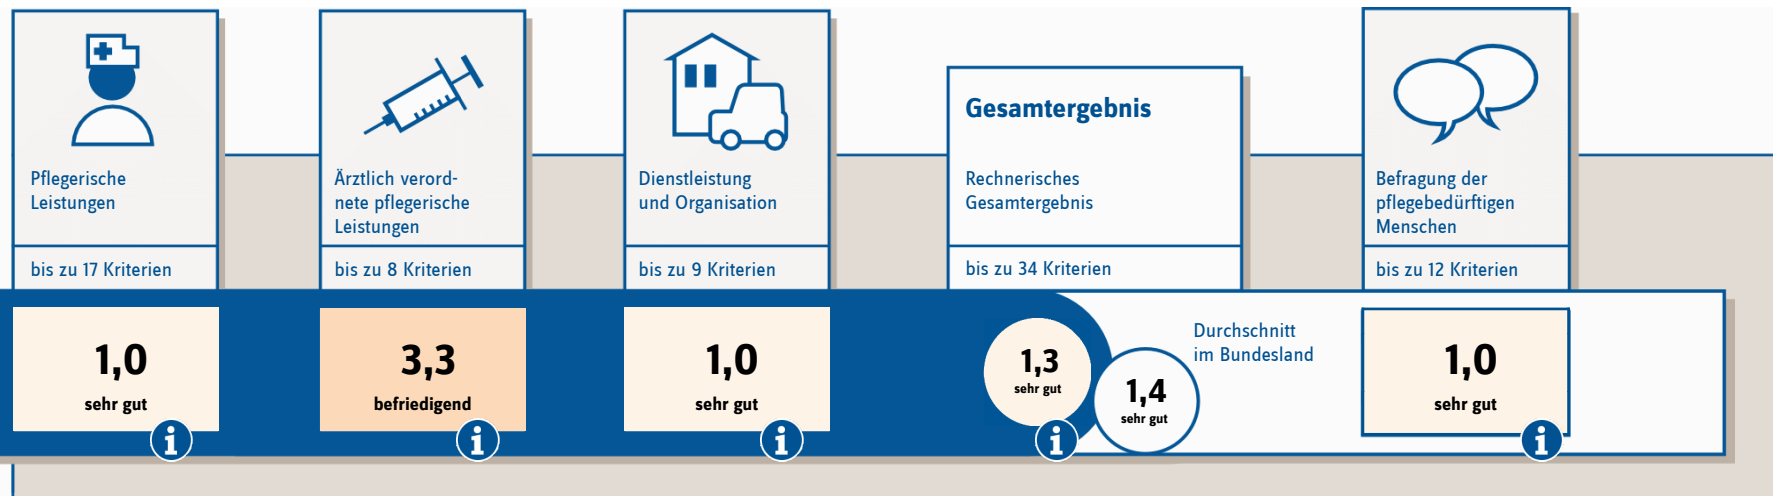 Pflegerische
Leistungen
bis zu 17 Kriterien
1,0
sehr gut
i
Ärztlich verord-
nete pflegerische
Leistungen
bis zu 8 Kriterien
3,3
befriedigend
i
Dienstleistung
und Organisation
bis zu 9 Kriterien
1,0
sehr gut
i
Gesamtergebnis
Rechnerisches
Gesamtergebnis
bis zu 34 Kriterien
1,3
sehr gut
i
Durchschnitt
im Bundesland
1,4
sehr gut
Befragung der
pflegebedürftigen
Menschen
bis zu 12 Kriterien
1,0
sehr gut
i